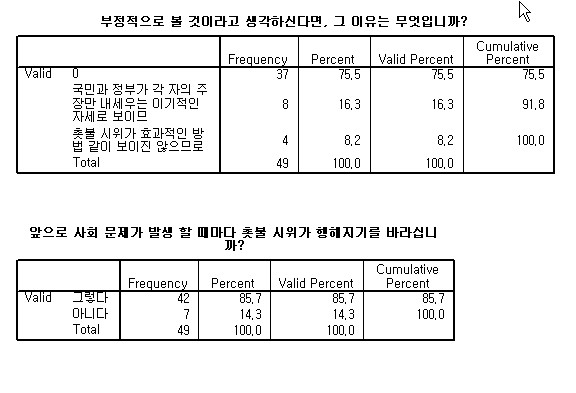 부정적으로 볼 것이라고 생각하신다면, 그 이유는 무엇입니까?
Frequency Percent Valid Percent Cumulative Percent
Valid 0 37 75,5 75,5 75,5
국민과 정부가 각 자의 주
장만 내세우는 이기적인
자세로 보이므 8 16,3 16,3 91,8
촛불 시위가 효과적인 방
법 같이 보이진 않으므로 4 8,2 8,2 100,0
Total 49 100,0 100,0
앞으로 사회 문제가 발생 할 때마다 촛불 시위가 행해지기를 바라십니
까?
Frequency Percent Valid Percent Cumulative Percent
Valid 그렇다 42 85,7 85,7 85,7
아니다 7 14,3 14,3 100,0
Total 49 100,0 100,0